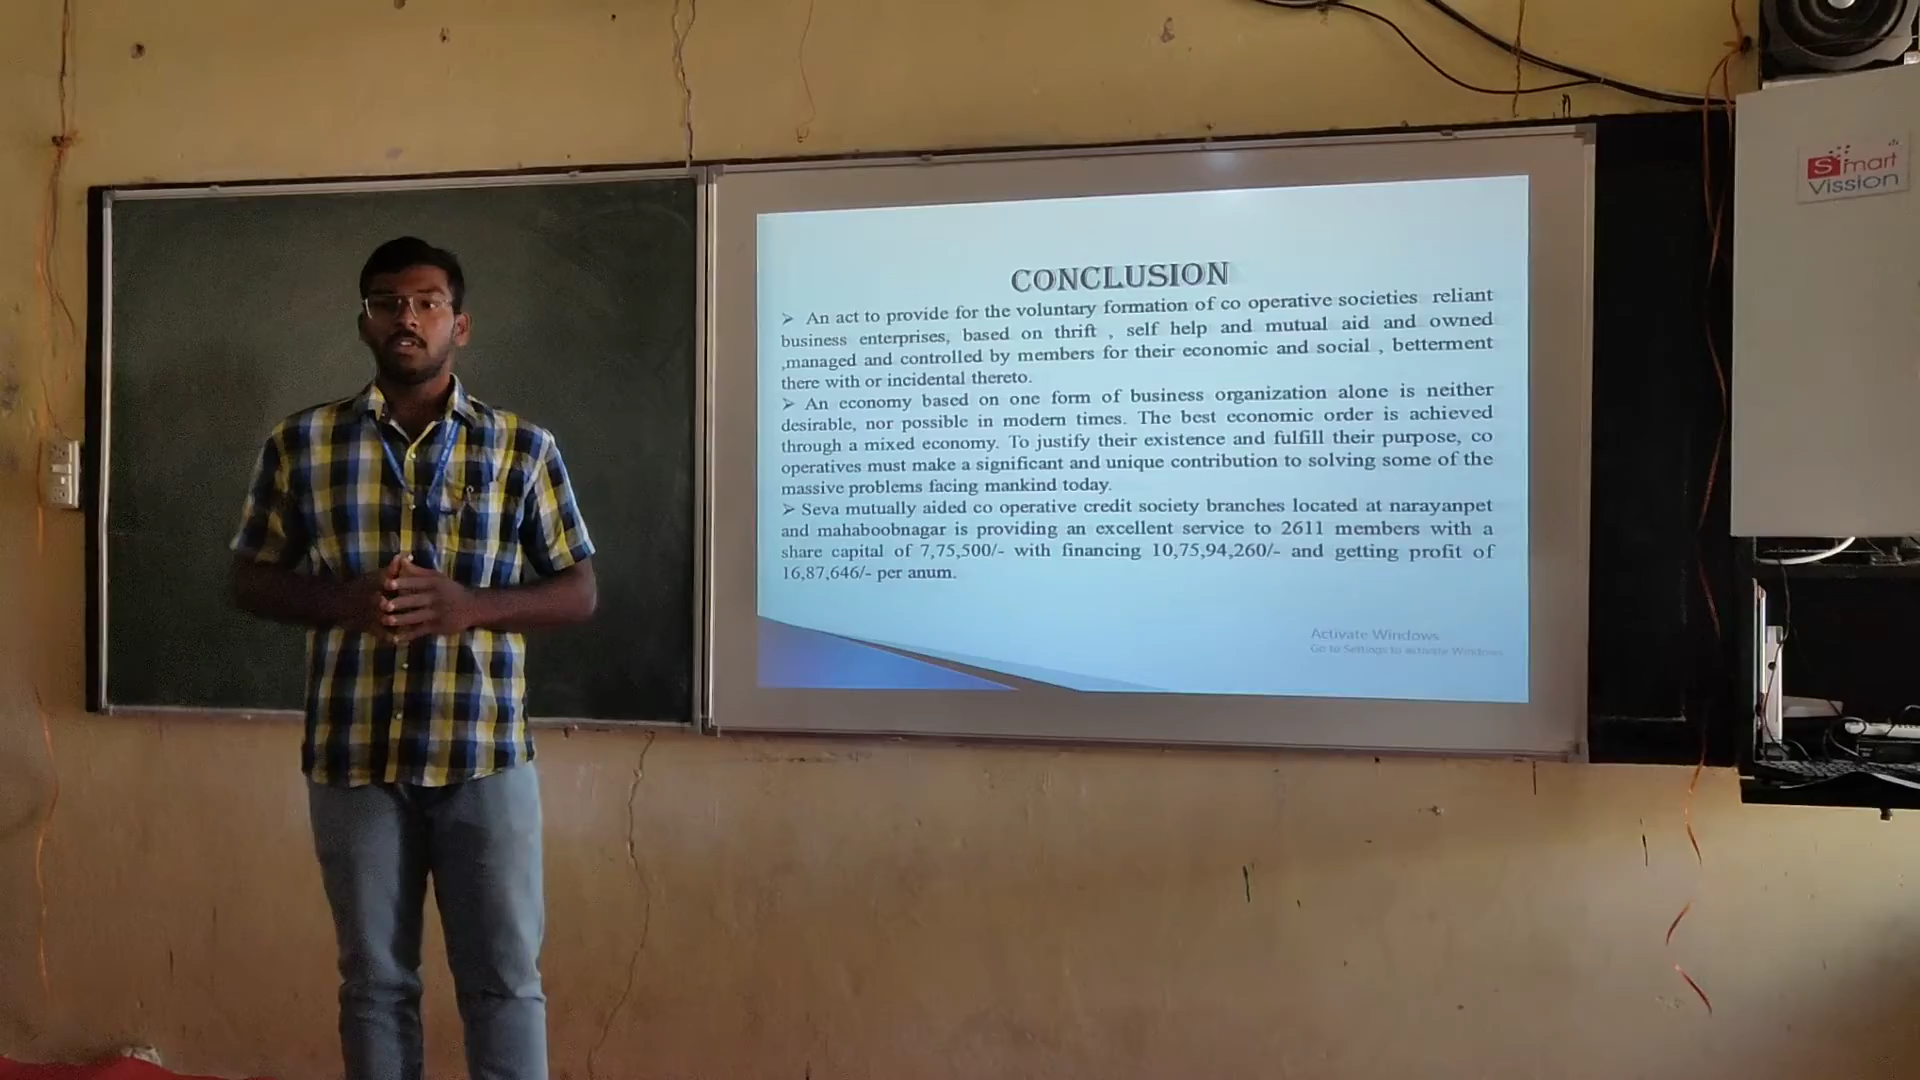 CONCLUSION
➢ An act to provide for the voluntary formation of co operative societies reliant
business enterprises, based on thrift , self help and mutual aid and owned
,managed and controlled by members for their economic and social , betterment
there with or incidental thereto.
➢ An economy based on one form of business organization alone is neither
desirable, nor possible in modern times. The best economic order is achieved
through a mixed economy. To justify their existence and fulfill their purpose, co
operatives must make a significant and unique contribution to solving some of the
massive problems facing mankind today.
➢ Seva mutually aided co operative credit society branches located at narayanpet
and mahaboobnagar is providing an excellent service to 2611 members with a
share capital of 7,75,500/- with financing 10,75,94,260/- and getting profit of
16,87,646/- per anum.
Activate Windows
Go to Settings to activate Windows
Smart
Vission